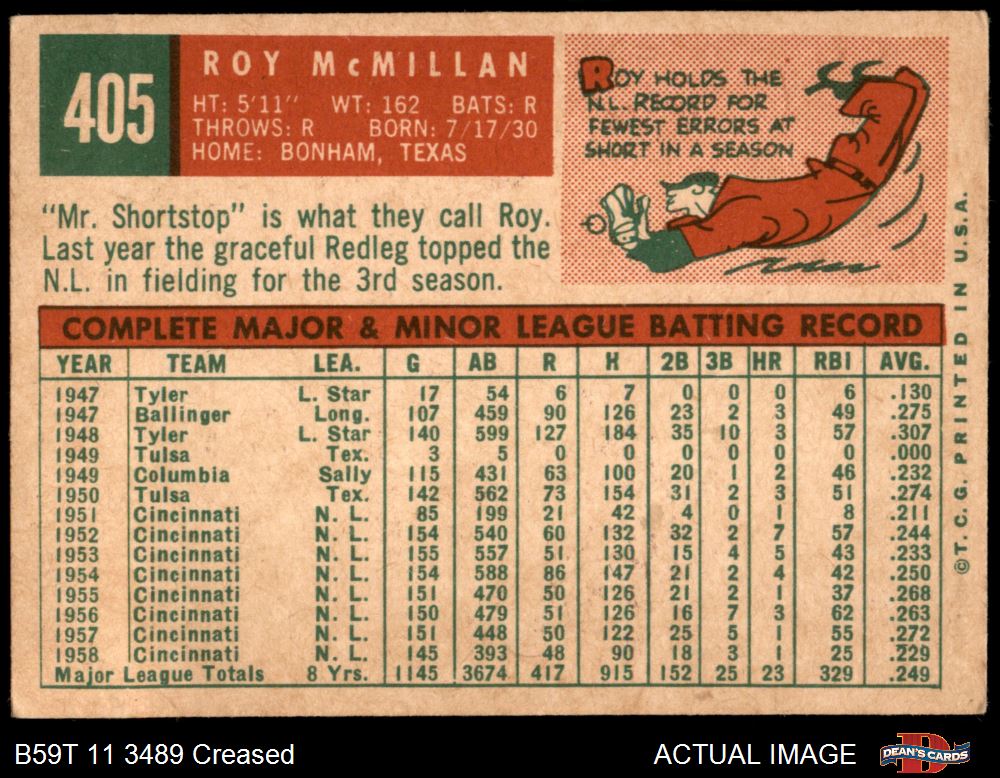 405
ROY McMILLAN
HT: 5'11" WT: 162 BATS: R
THROWS: R BORN: 7/17/30
HOME: BONHAM, TEXAS
ROY HOLDS THE
N.L. RECORD FOR
FEWEST ERRORS AT
SHORT IN A SEASON
"Mr. Shortstop" is what they call Roy.
Last year the graceful Redleg topped the
N.L. in fielding for the 3rd season.
COMPLETE MAJOR & MINOR LEAGUE BATTING RECORD
YEAR TEAM LEA. G AB R H 2B 3B HR RBI AVG.
1947 Tyler L. Star 17 54 6 7 0 0 0 6 .130
1947 Ballinger Long. 107 459 90 126 23 2 3 49 .275
1948 Tyler L. Star 140 599 127 184 35 10 3 57 .307
1949 Tulsa Tex. 3 5 0 0 0 0 0 0 .000
1949 Columbia Sally 115 431 63 100 20 1 2 46 .232
1950 Tulsa Tex. 142 562 73 154 31 2 3 51 .274
1951 Cincinnati N. L. 85 199 21 42 4 0 1 8 .211
1952 Cincinnati N. L. 154 540 60 132 32 2 7 57 .244
1953 Cincinnati N. L. 155 557 51 130 15 4 5 43 .233
1954 Cincinnati N. L. 154 588 86 147 21 2 4 42 .250
1955 Cincinnati N. L. 151 470 50 126 21 2 1 37 .268
1956 Cincinnati N. L. 150 479 51 126 16 7 3 62 .263
1957 Cincinnati N. L. 151 448 50 122 25 5 1 55 .272
1958 Cincinnati N. L. 145 393 48 90 18 3 1 25 .229
Major League Totals 8 Yrs. 1145 3674 417 915 152 25 23 329 .249
©T. C. G. PRINTED IN U.S.A.
B59T 11 3489 Creased
ACTUAL IMAGE
DEAN'S CARDS